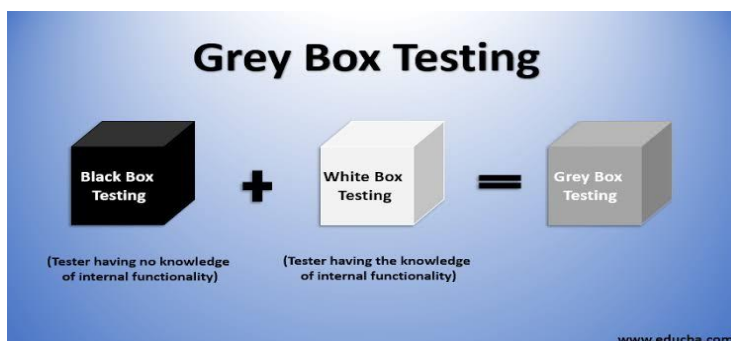 Grey Box Testing
Black Box
Testing
+
White Box
Testing
=
Grey Box
Testing
(Tester having no knowledge
of internal functionality)
(Tester having the knowledge
of internal functionality)
www.educba.com